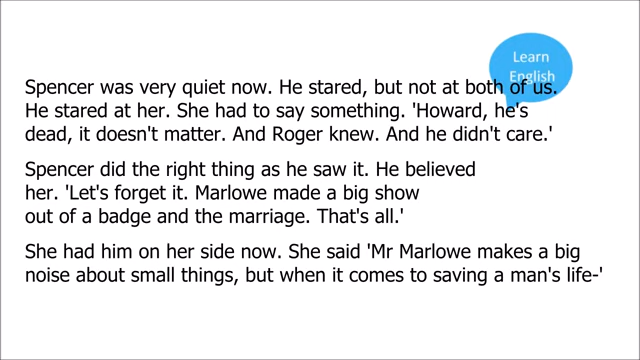 Learn
English
Spencer was very quiet now. He stared, but not at both of us.
He stared at her. She had to say something. 'Howard, he's
dead, it doesn't matter. And Roger knew. And he didn't care.'
Spencer did the right thing as he saw it. He believed
her. 'Let's forget it. Marlowe made a big show
out of a badge and the marriage. That's all.'
She had him on her side now. She said 'Mr Marlowe makes a big
noise about small things, but when it comes to saving a man's life-'